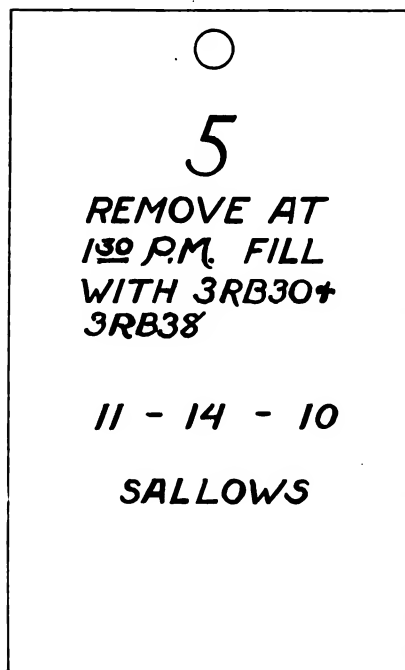 5
REMOVE AT
1³⁰ P.M. FILL
WITH 3RB30+
3RB38
11 - 14 - 10
SALLOWS